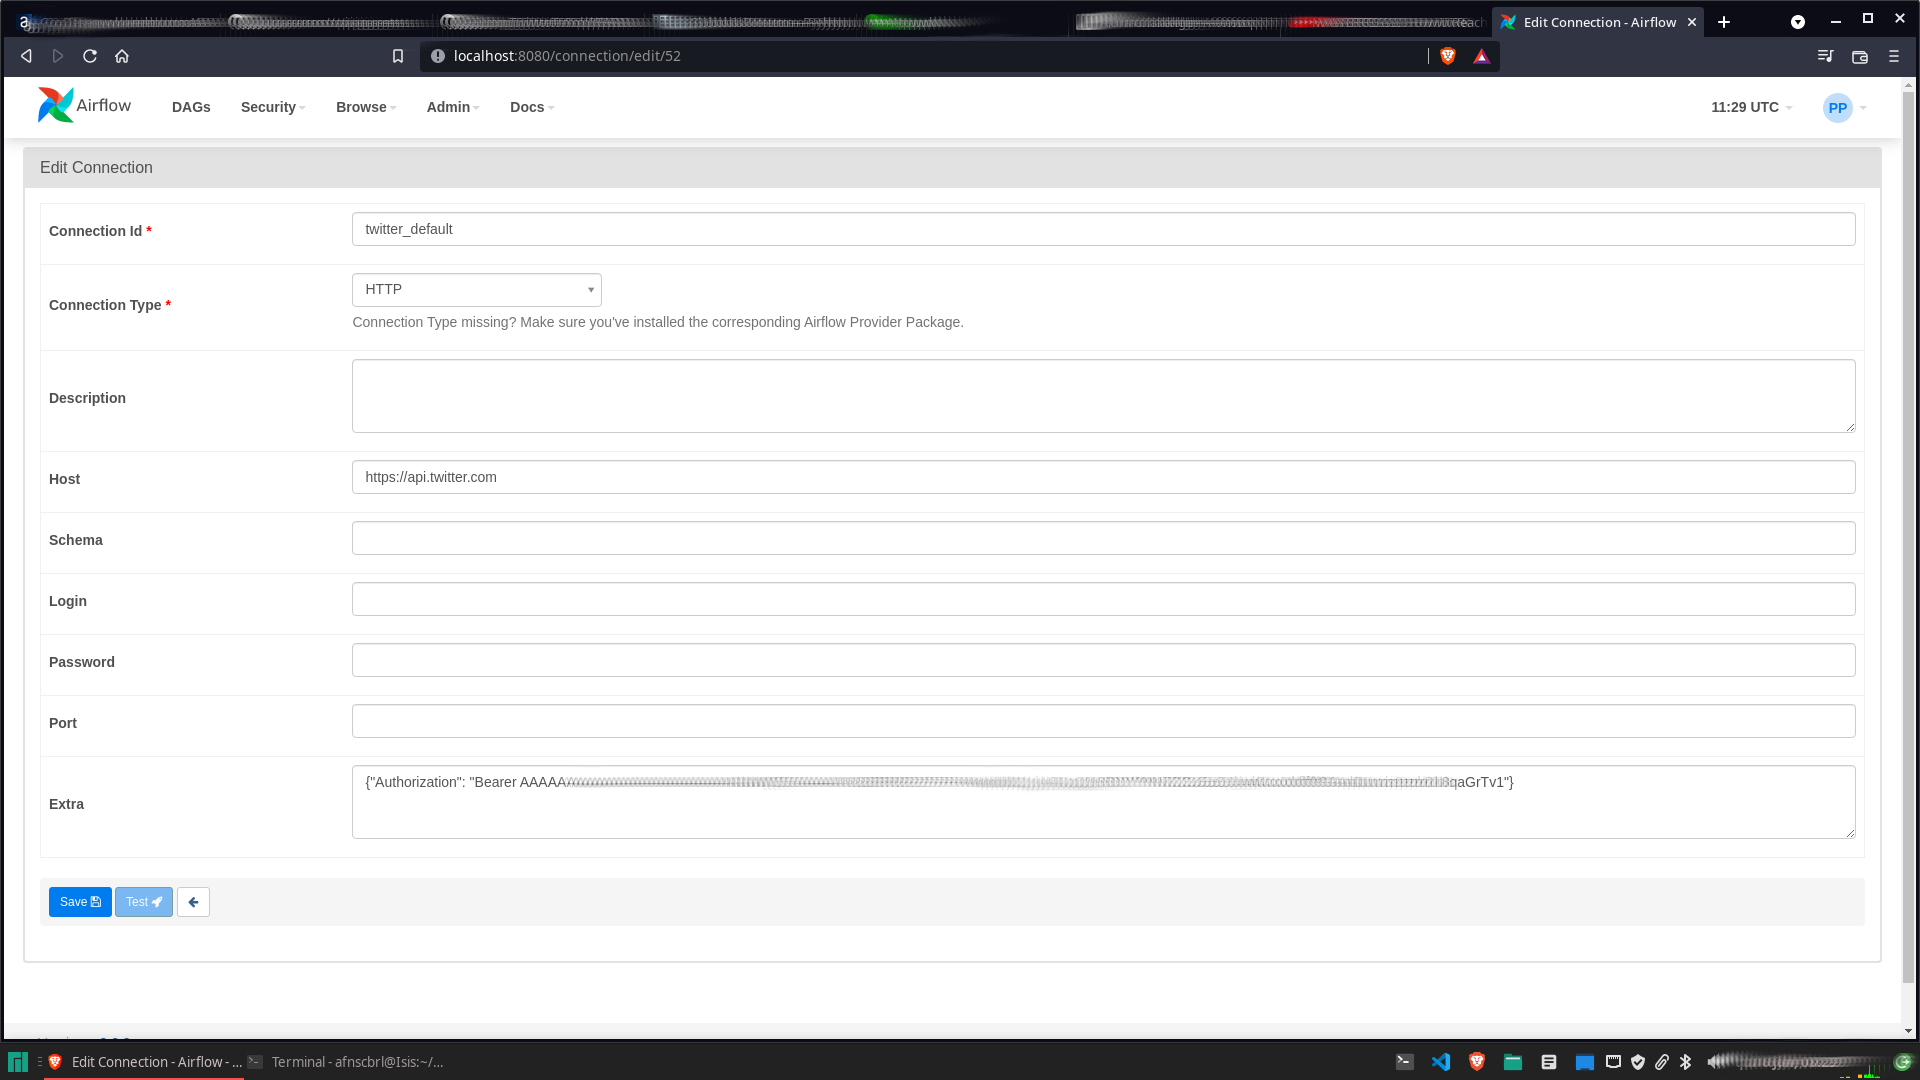 Edit Connection - Airflow
localhost:8080/connection/edit/52
Airflow DAGs Security Browse Admin Docs 11:29 UTC PP
Edit Connection
Connection Id * twitter_default
Connection Type * HTTP
Connection Type missing? Make sure you've installed the corresponding Airflow Provider Package.
Description
Host https://api.twitter.com
Schema
Login
Password
Port
Extra {"Authorization": "Bearer AAAAA qaGrTv1"}
Save Test
Edit Connection - Airflow - ... Terminal - afnscbrl@Isis:~/...